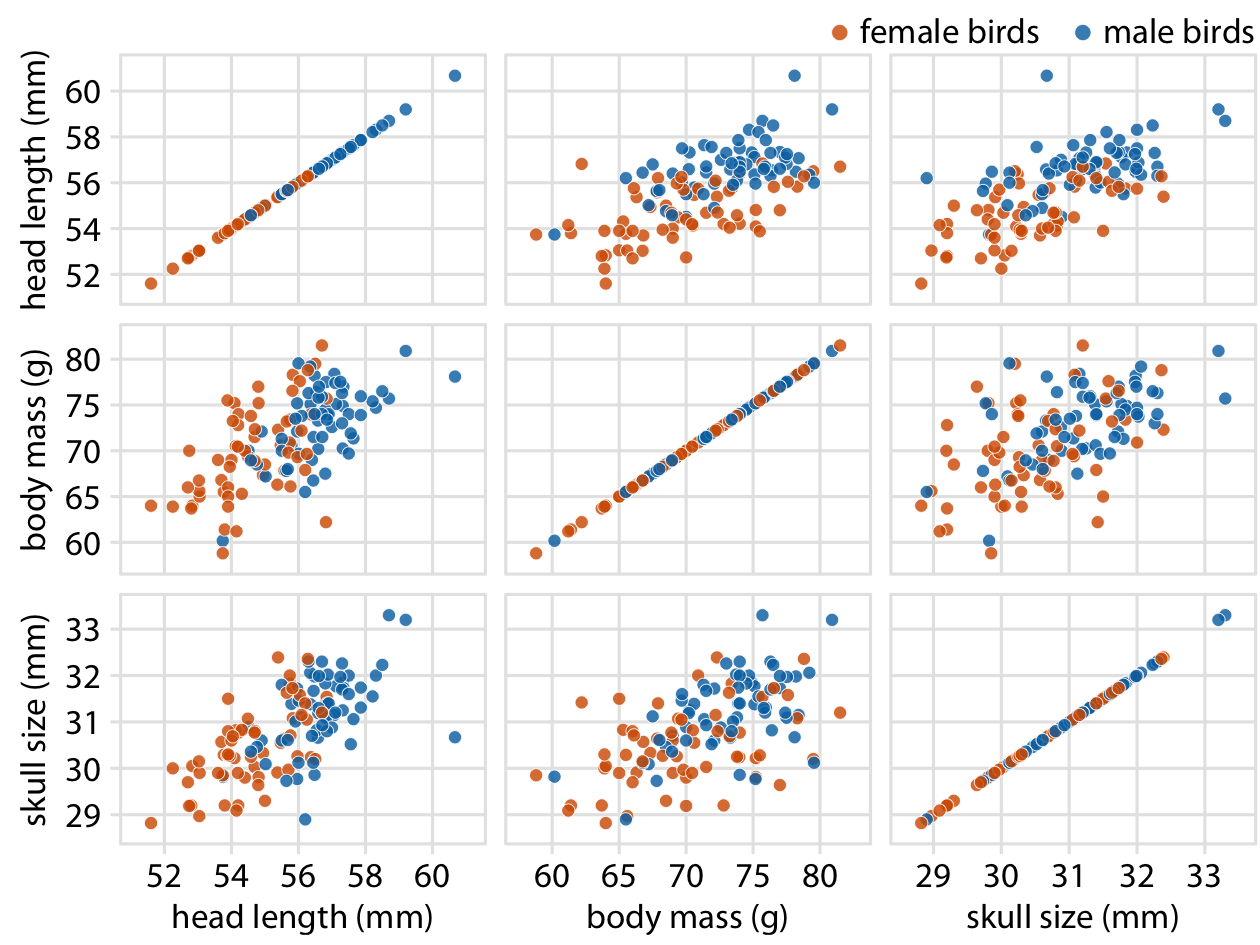 female birds male birds
head length (mm)
60
58
56
54
52
body mass (g)
80
75
70
65
60
skull size (mm)
33
32
31
30
29
52 54 56 58 60 60 65 70 75 80 29 30 31 32 33
head length (mm) body mass (g) skull size (mm)